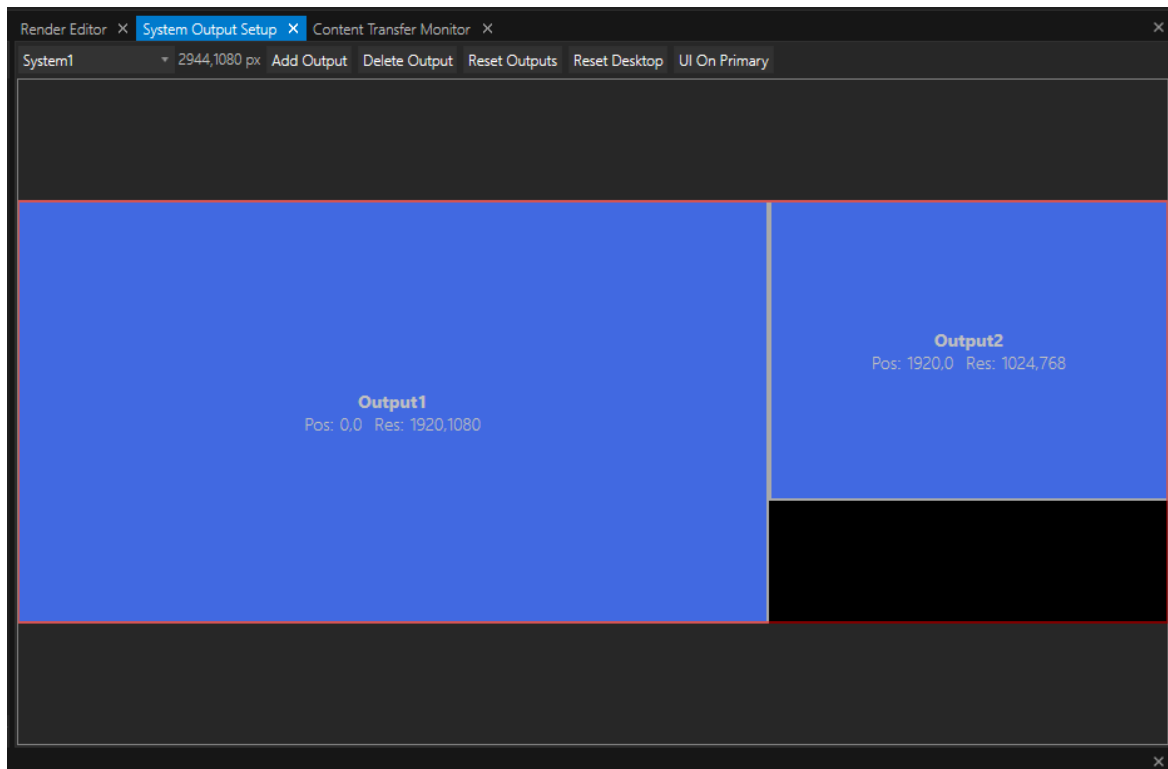 Render Editor × System Output Setup × Content Transfer Monitor ×
System1 2944,1080 px Add Output Delete Output Reset Outputs Reset Desktop UI On Primary
Output1
Pos: 0,0 Res: 1920,1080
Output2
Pos: 1920,0 Res: 1024,768